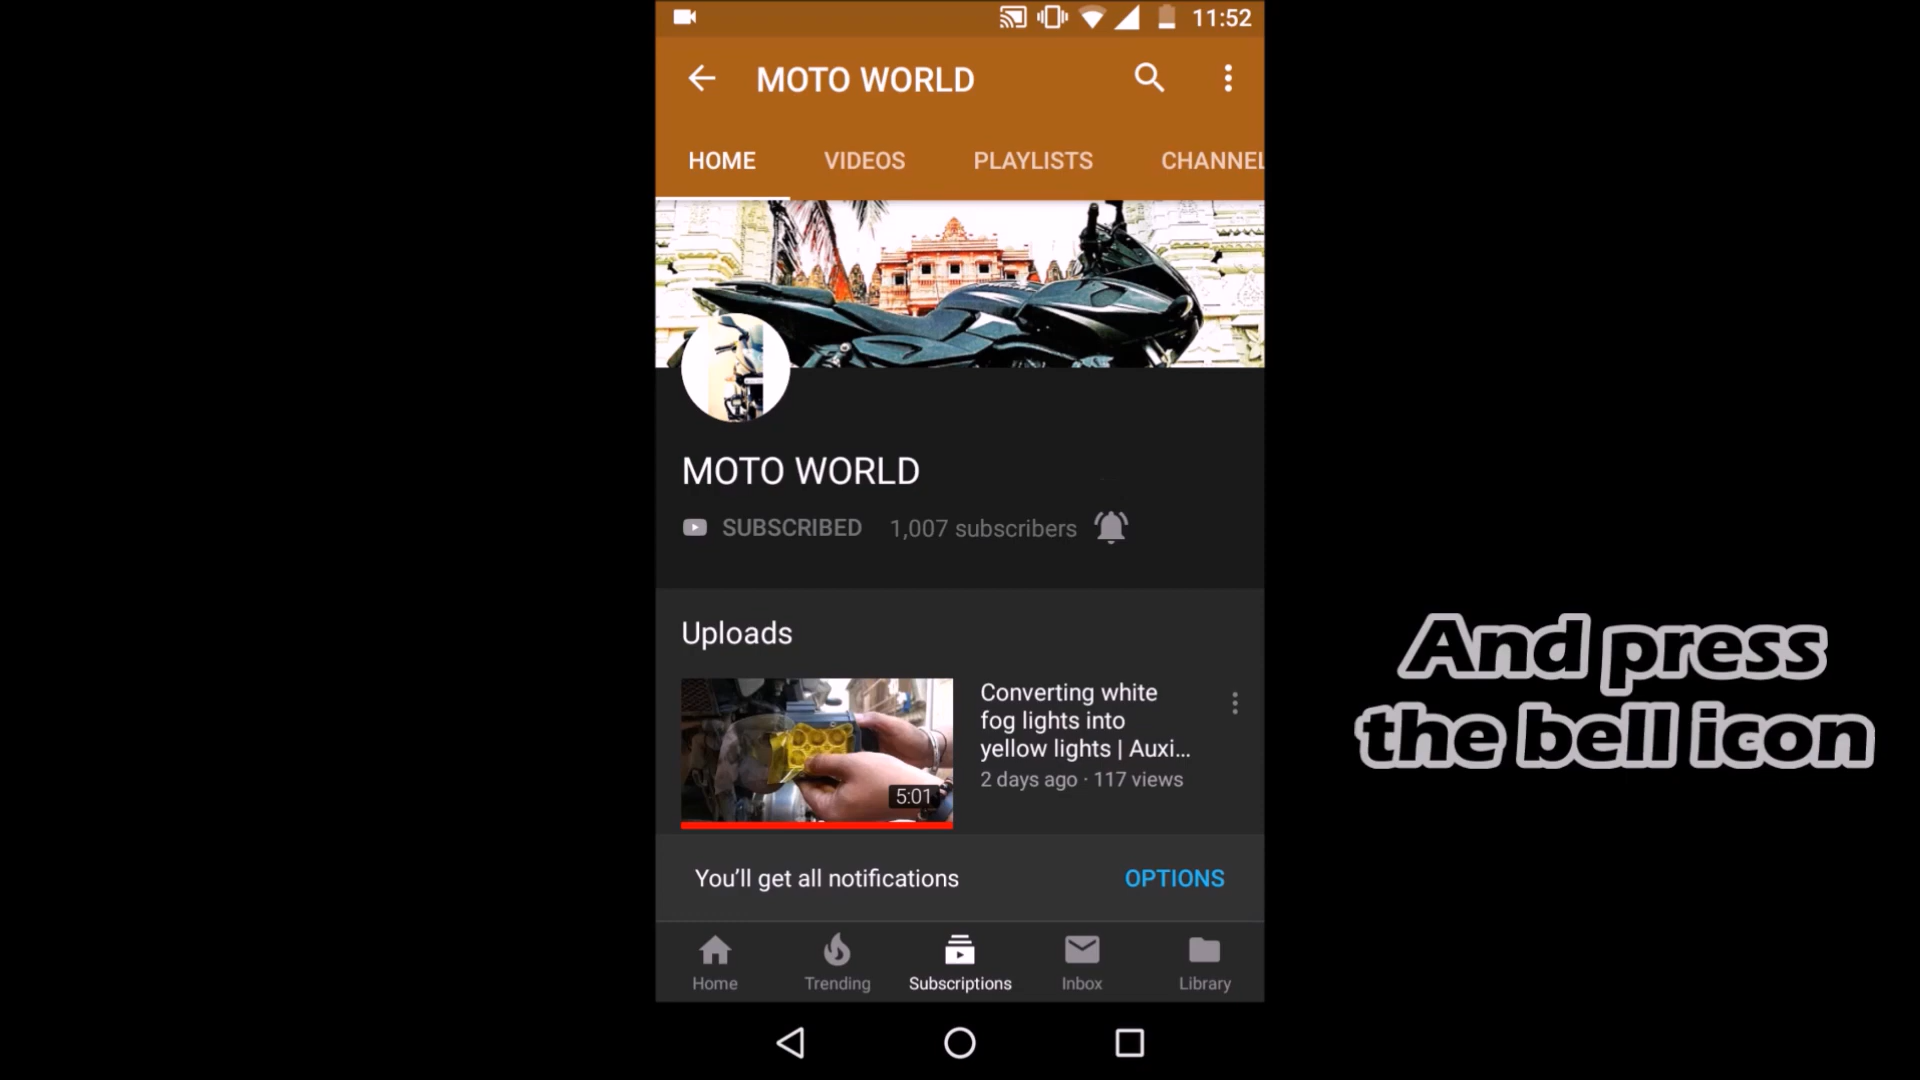 11:52
MOTO WORLD
HOME VIDEOS PLAYLISTS CHANNEL
MOTO WORLD
SUBSCRIBED 1,007 subscribers
Uploads
Converting white
fog lights into
yellow lights | Auxi...
2 days ago · 117 views
5:01
You’ll get all notifications OPTIONS
Home Trending Subscriptions Inbox Library
And press
the bell icon